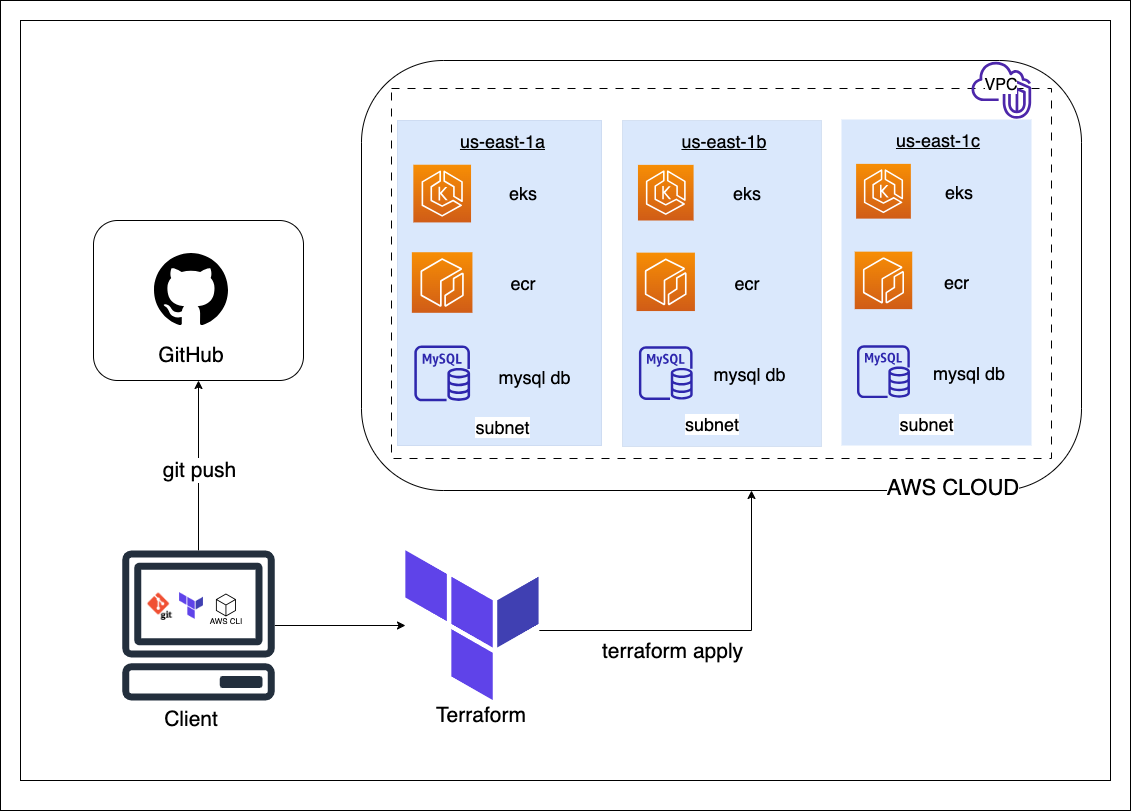 VPC
us-east-1a
eks
ecr
MySQL
mysql db
subnet
us-east-1b
eks
ecr
MySQL
mysql db
subnet
us-east-1c
eks
ecr
MySQL
mysql db
subnet
AWS CLOUD
GitHub
git push
git
AWS CLI
Client
Terraform
terraform apply